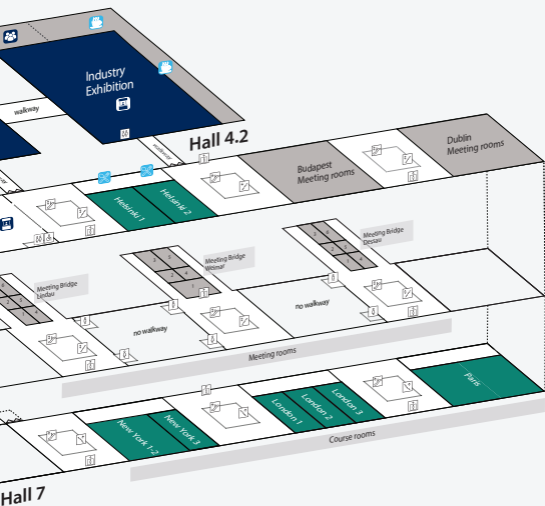 Industry
Exhibition
walkway
walkway
Hall 4.2
Budapest
Meeting rooms
Dublin
Meeting rooms
Helsinki 1
Helsinki 2
Meeting Bridge
Lindau
Meeting Bridge
Weimar
Meeting Bridge
Dessau
no walkway
no walkway
Meeting rooms
New York 1-2
New York 3
London 1
London 2
London 3
Paris
Course rooms
Hall 7